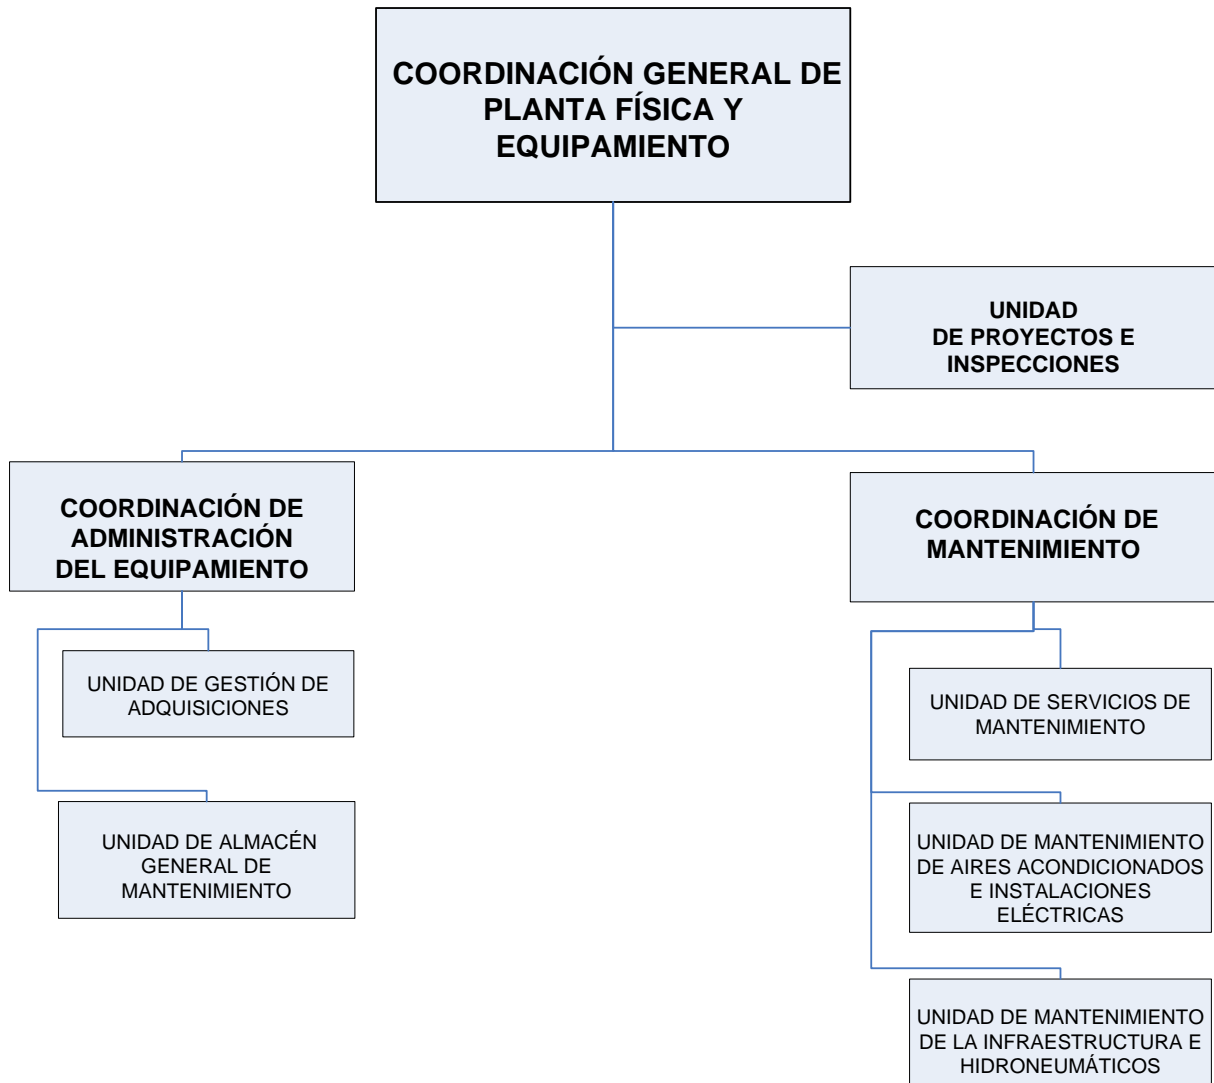 COORDINACIÓN GENERAL DE
PLANTA FÍSICA Y
EQUIPAMIENTO
UNIDAD
DE PROYECTOS E
INSPECCIONES
COORDINACIÓN DE
ADMINISTRACIÓN
DEL EQUIPAMIENTO
COORDINACIÓN DE
MANTENIMIENTO
UNIDAD DE GESTIÓN DE
ADQUISICIONES
UNIDAD DE SERVICIOS DE
MANTENIMIENTO
UNIDAD DE ALMACÉN
GENERAL DE
MANTENIMIENTO
UNIDAD DE MANTENIMIENTO
DE AIRES ACONDICIONADOS
E INSTALACIONES
ELÉCTRICAS
UNIDAD DE MANTENIMIENTO
DE LA INFRAESTRUCTURA E
HIDRONEUMÁTICOS